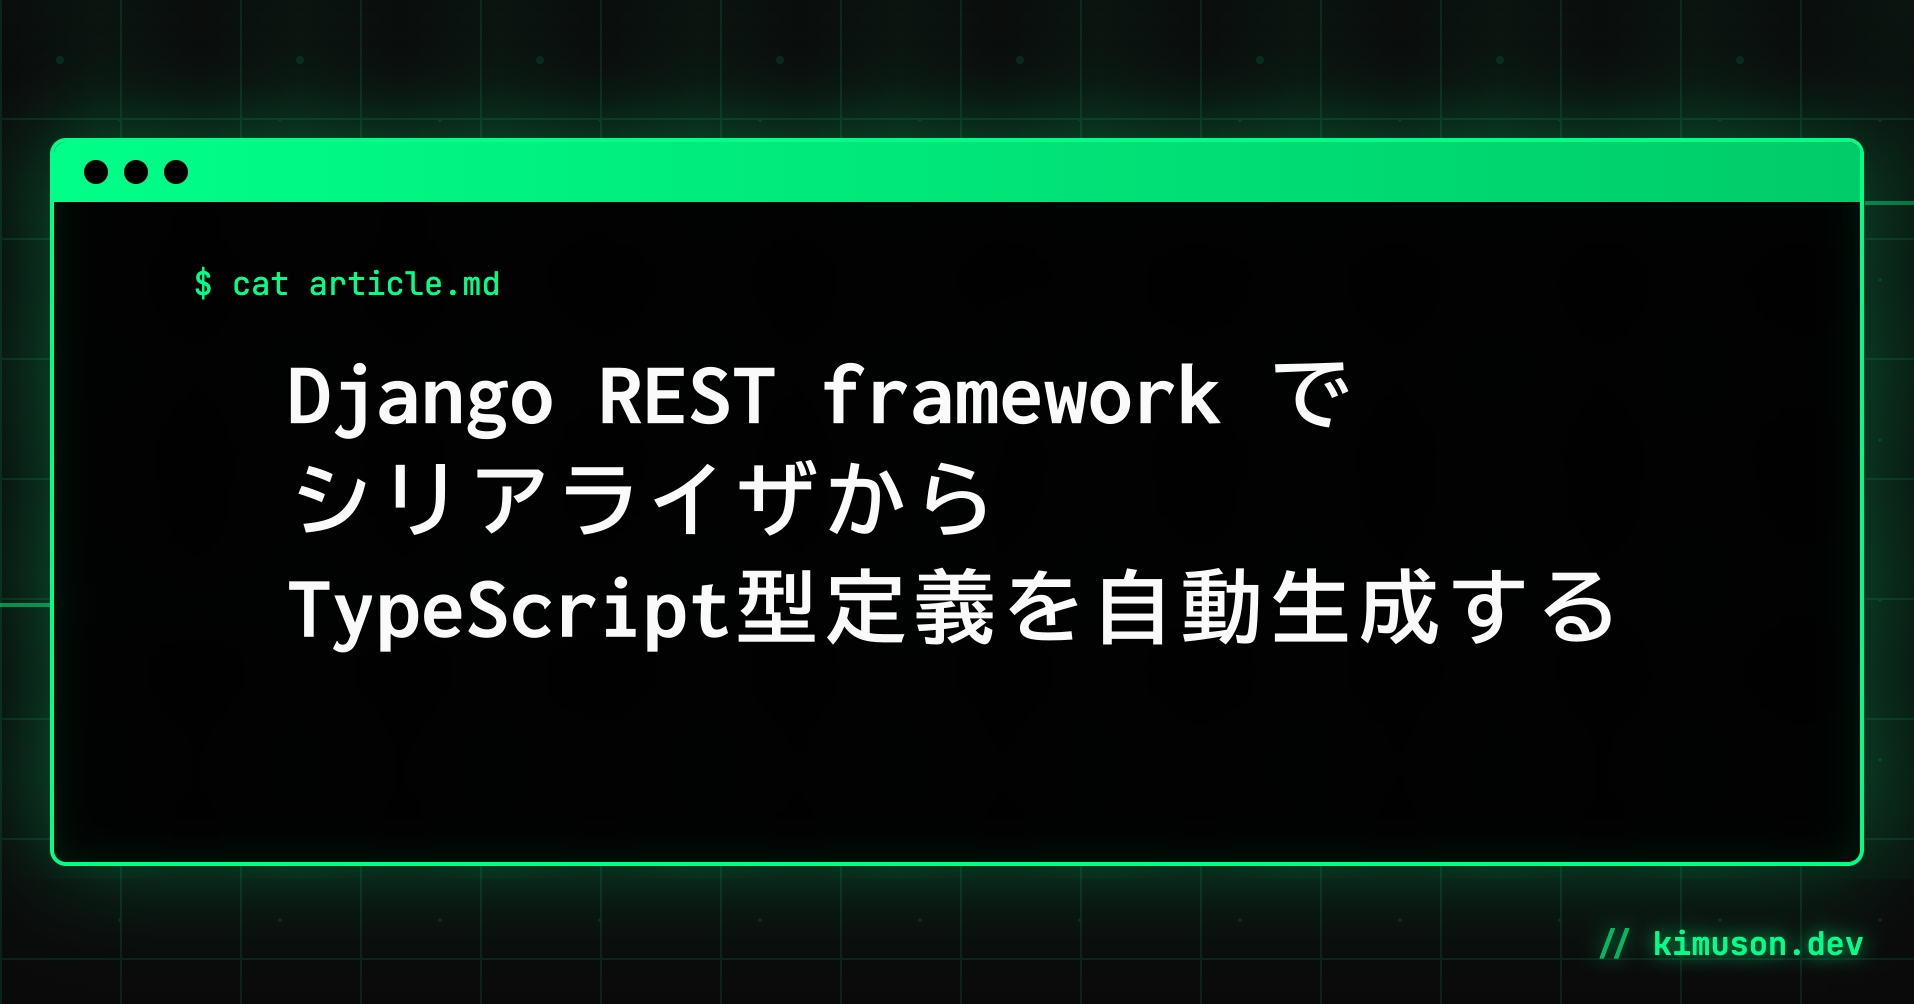 $ cat article.md
Django REST framework で
シリアライザから
TypeScript型定義を自動生成する
// kimuson.dev